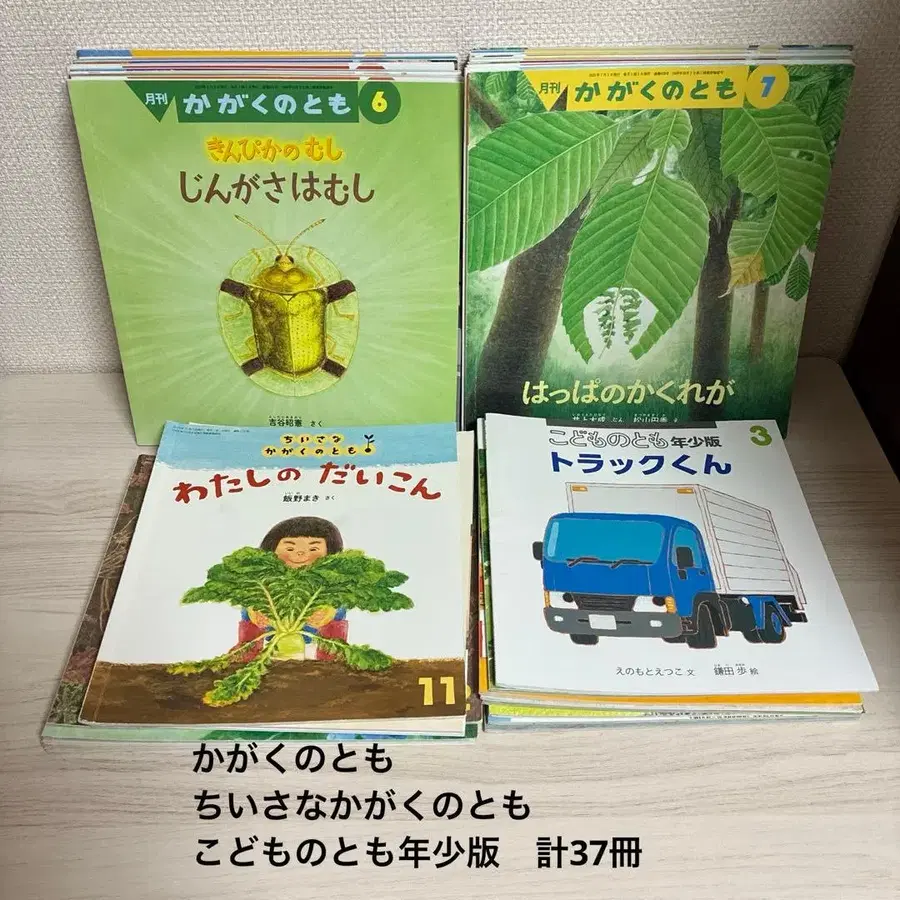 月刊 かがくのとも 6
きんぴかのむし
じんがさはむし
吉谷昭憲 さく
月刊 かがくのとも 7
はっぱのかくれが
ちいさな
かがくのとも
わたしの だいこん
飯野まき さく
11
こどものとも 年少版 3
トラックくん
えのもとえつこ 文 鎌田歩 絵
かがくのとも
ちいさなかがくのとも
こどものとも年少版 計37冊